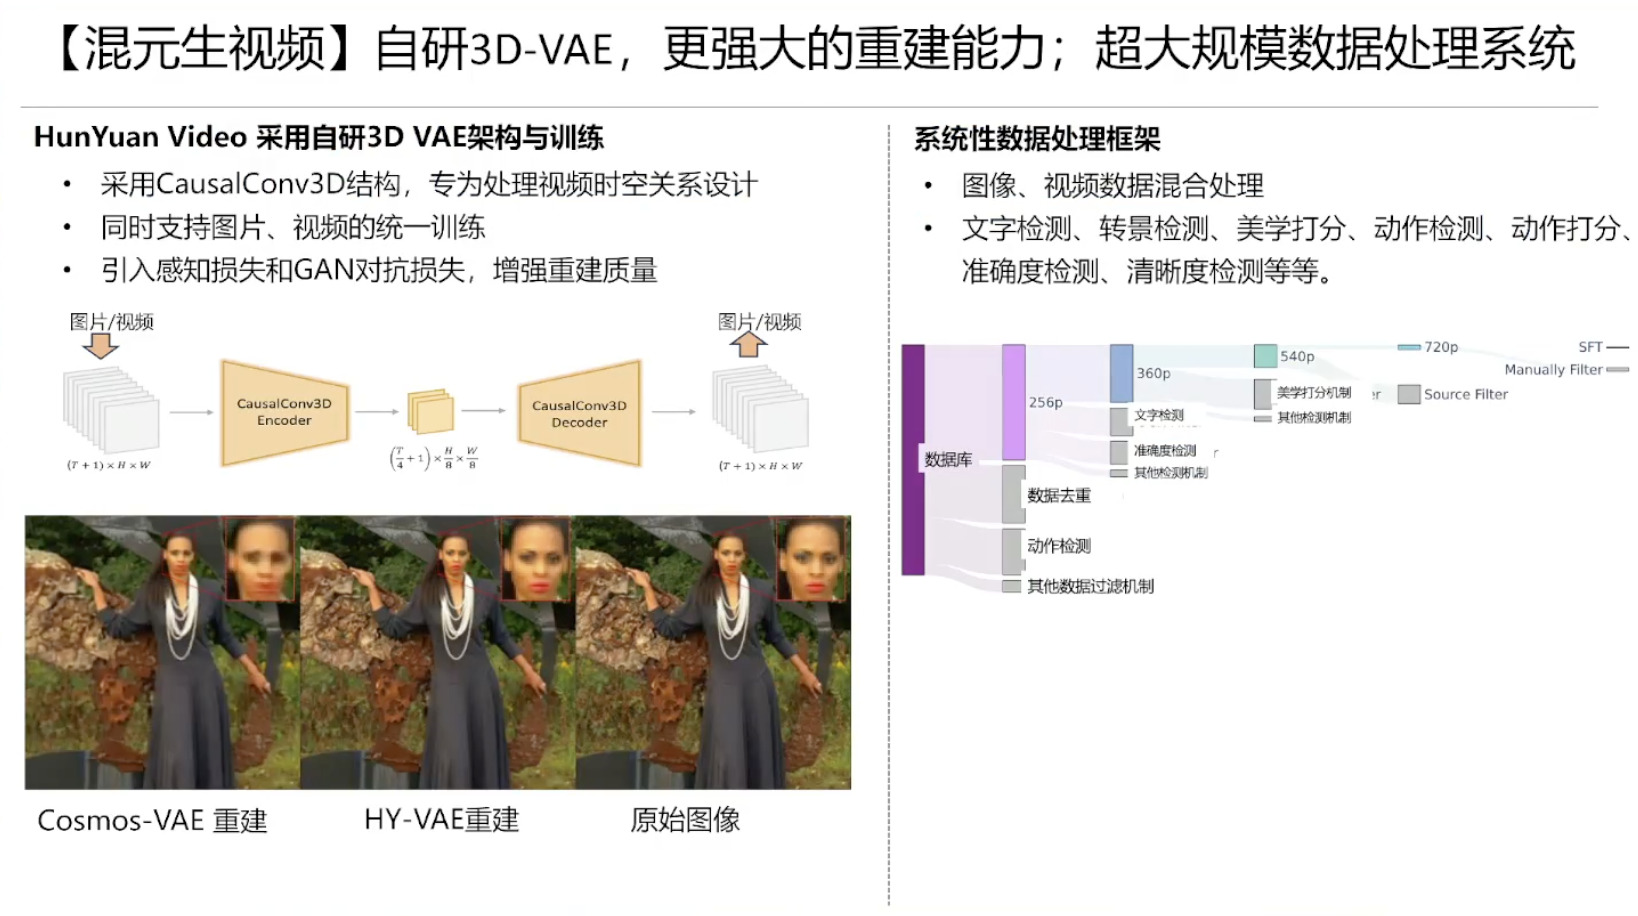 【混元生视频】自研3D-VAE，更强大的重建能力；超大规模数据处理系统
HunYuan Video 采用自研3D VAE架构与训练
• 采用CausalConv3D结构，专为处理视频时空关系设计
• 同时支持图片、视频的统一训练
• 引入感知损失和GAN对抗损失，增强重建质量
图片/视频
图片/视频
CausalConv3D
Encoder
CausalConv3D
Decoder
(T + 1) × H × W
(T/4 + 1) × H/8 × W/8
(T + 1) × H × W
Cosmos-VAE 重建
HY-VAE重建
原始图像
系统性数据处理框架
• 图像、视频数据混合处理
• 文字检测、转景检测、美学打分、动作检测、动作打分、
准确度检测、清晰度检测等等。
数据库
256p
数据去重
动作检测
其他数据过滤机制
360p
文字检测
准确度检测
其他检测机制
540p
美学打分机制
其他检测机制
720p
Source Filter
SFT
Manually Filter